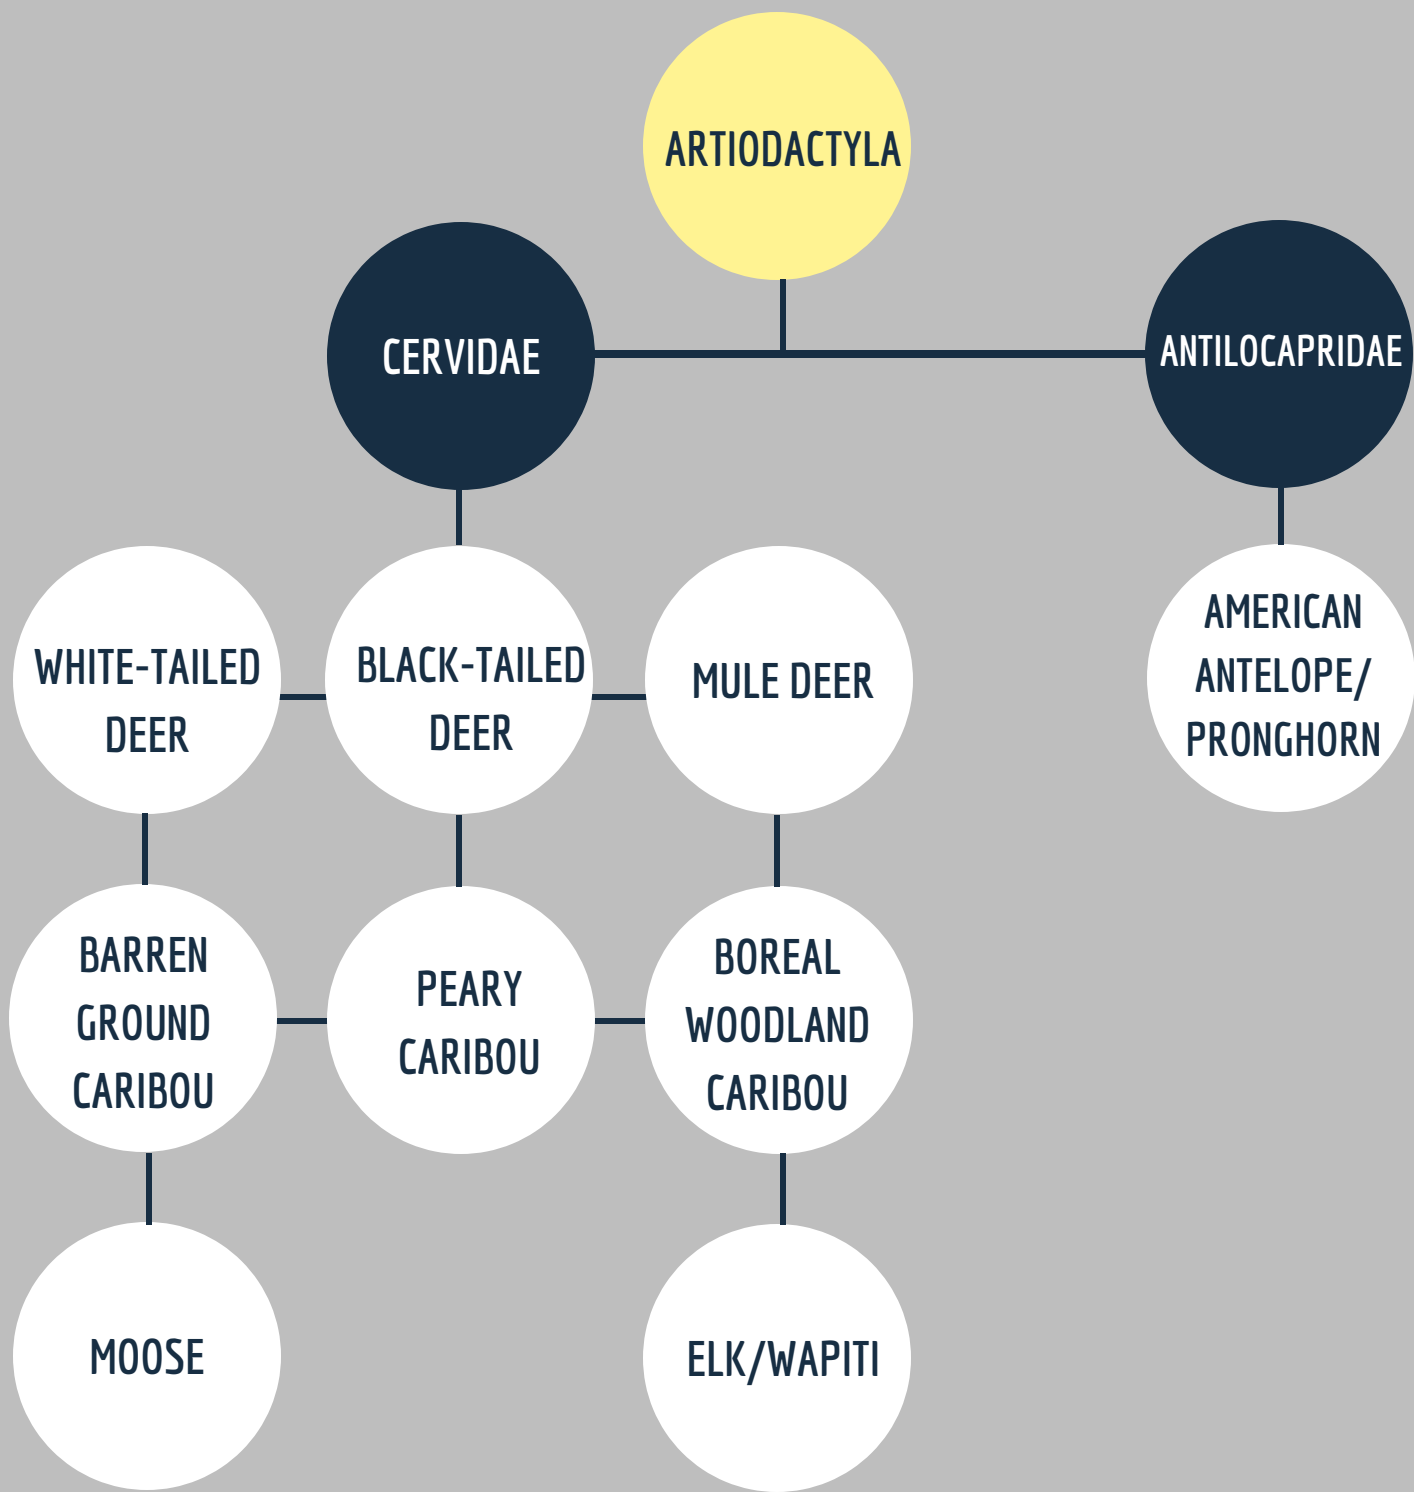 ARTIODACTYLA
CERVIDAE
ANTILOCAPRIDAE
WHITE-TAILED
DEER
BLACK-TAILED
DEER
MULE DEER
AMERICAN
ANTELOPE/
PRONGHORN
BARREN
GROUND
CARIBOU
PEARY
CARIBOU
BOREAL
WOODLAND
CARIBOU
MOOSE
ELK/WAPITI